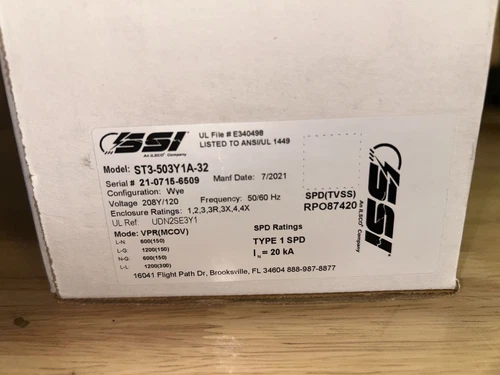 SSI
An ILSCO Company
UL File # E340498
LISTED TO ANSI/UL 1449
Model: ST3-503Y1A-32
Serial # 21-0715-6509 Manf Date: 7/2021
Configuration: Wye
Voltage 208Y/120 Frequency: 50/60 Hz
Enclosure Ratings: 1,2,3,3R,3X,4,4X
UL Ref: UDN2SE3Y1
Mode: VPR(MCOV)
L-N: 600(150)
L-G: 1200(150)
N-G: 600(150)
L-L: 1200(300)
SPD Ratings
TYPE 1 SPD
IN = 20 kA
16041 Flight Path Dr, Brooksville, FL 34604 888-987-8877
SPD(TVSS)
RPO87420
SSI
An ILSCO Company